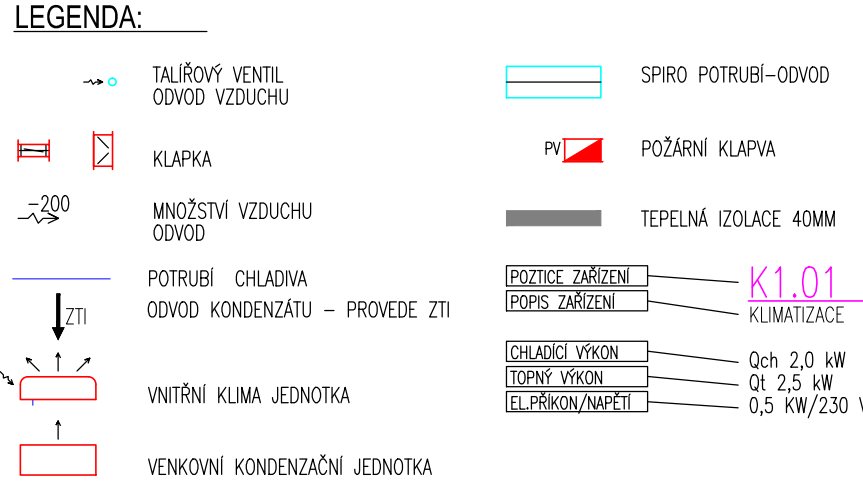 LEGENDA:
TALÍŘOVÝ VENTIL
ODVOD VZDUCHU
KLAPKA
-200
MNOŽSTVÍ VZDUCHU
ODVOD
POTRUBÍ CHLADIVA
ZTI
ODVOD KONDENZÁTU - PROVEDE ZTI
VNITŘNÍ KLIMA JEDNOTKA
VENKOVNÍ KONDENZAČNÍ JEDNOTKA
SPIRO POTRUBÍ-ODVOD
PV
POŽÁRNÍ KLAPVA
TEPELNÁ IZOLACE 40MM
POZTICE ZAŘÍZENÍ
K1.01
POPIS ZAŘÍZENÍ
KLIMATIZACE
CHLADÍCÍ VÝKON
Qch 2,0 kW
TOPNÝ VÝKON
Qt 2,5 kW
EL.PŘÍKON/NAPĚTÍ
0,5 KW/230 V